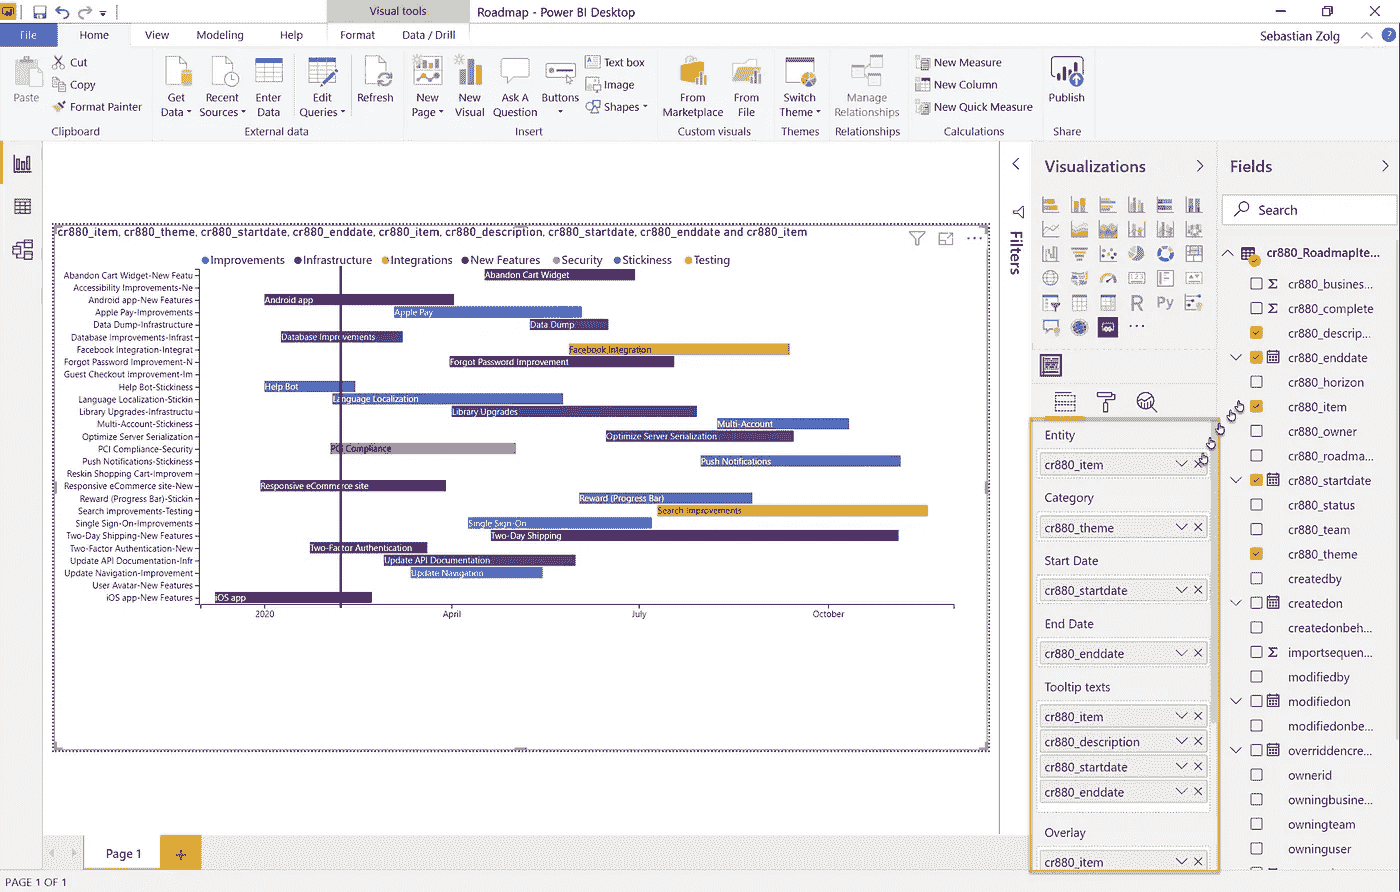 Visual tools
Roadmap - Power BI Desktop
File
Home
View
Modeling
Help
Format
Data / Drill
Sebastian Zolg
?
Paste
Cut
Copy
Format Painter
Clipboard
Get
Data
Recent
Sources
Enter
Data
External data
Edit
Queries
Refresh
New
Page
New
Visual
Ask A
Question
Buttons
Text box
Image
Shapes
Insert
From
Marketplace
From
File
Custom visuals
Switch
Theme
Themes
Manage
Relationships
Relationships
New Measure
New Column
New Quick Measure
Calculations
Publish
Share
cr880_item, cr880_theme, cr880_startdate, cr880_enddate, cr880_item, cr880_description, cr880_startdate, cr880_enddate and cr880_item
Improvements Infrastructure Integrations New Features Security Stickiness Testing
Abandon Cart Widget-New Featu
Accessibility Improvements-Ne
Android app-New Features
Apple Pay-Improvements
Data Dump-Infrastructure
Database Improvements-Infrast
Facebook Integration-Integrat
Forgot Password Improvement-N
Guest Checkout Improvement-Im
Help Bot-Stickiness
Language Localization-Stickin
Library Upgrades-Infrastructu
Multi-Account-Stickiness
Optimize Server Serialization
PCI Compliance-Security
Push Notifications-Stickiness
Reskin Shopping Cart-Improvem
Responsive eCommerce site-New
Reward (Progress Bar)-Stickin
Search Improvements-Testing
Single Sign-On-Improvements
Two-Day Shipping-New Features
Two-Factor Authentication-New
Update API Documentation-Infr
Update Navigation-Improvement
User Avatar-New Features
iOS app-New Features
Abandon Cart Widget
Android app
Apple Pay
Data Dump
Database Improvements
Facebook Integration
Forgot Password Improvement
Help Bot
Language Localization
Library Upgrades
Multi-Account
Optimize Server Serialization
PCI Compliance
Push Notifications
Responsive eCommerce site
Reward (Progress Bar)
Search Improvements
Single Sign-On
Two-Day Shipping
Two-Factor Authentication
Update API Documentation
Update Navigation
iOS app
2020
April
July
October
Filters
Visualizations
R
Py
Entity
cr880_item
Category
cr880_theme
Start Date
cr880_startdate
End Date
cr880_enddate
Tooltip texts
cr880_item
cr880_description
cr880_startdate
cr880_enddate
Overlay
cr880_item
Fields
Search
cr880_RoadmapIte...
Σ cr880_busines...
Σ cr880_complete
cr880_descrip...
cr880_enddate
cr880_horizon
cr880_item
cr880_owner
cr880_roadma...
cr880_startdate
cr880_status
cr880_team
cr880_theme
createdby
createdon
createdonbeh...
Σ importsequen...
modifiedby
modifiedon
modifiedonbe...
overriddencre...
ownerid
owningbusine...
owningteam
owninguser
Page 1
PAGE 1 OF 1